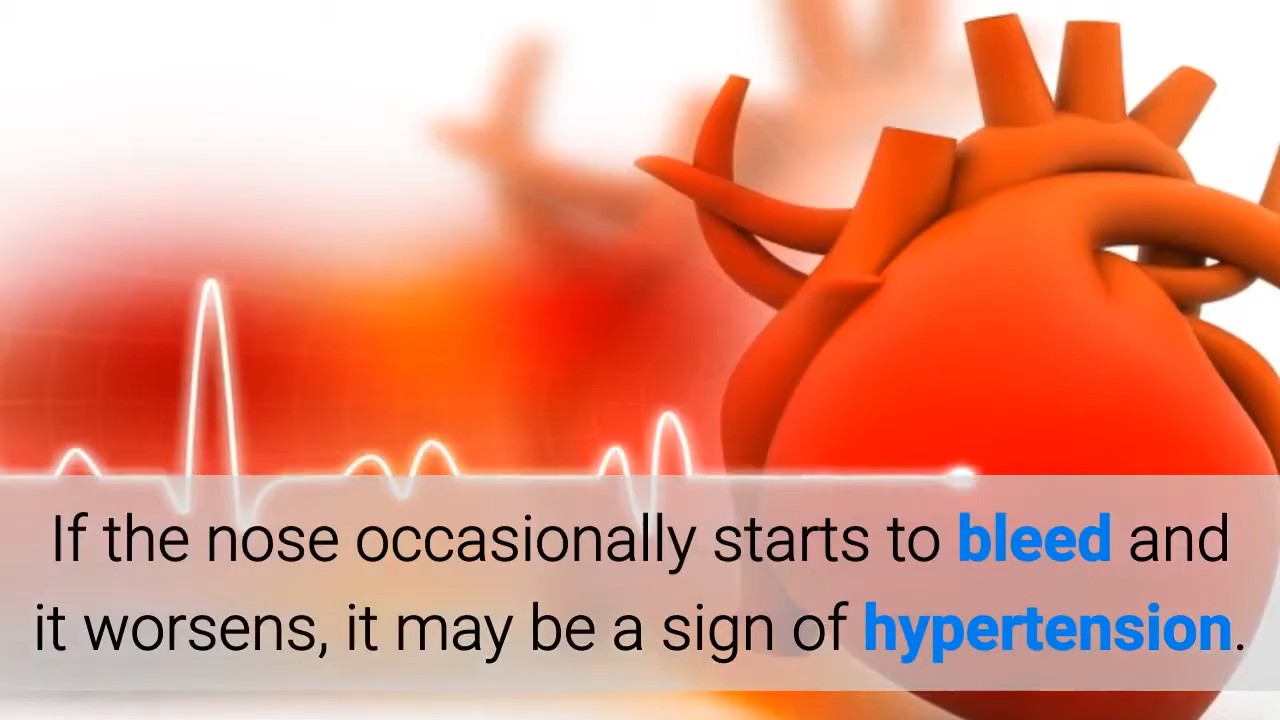 If the nose occasionally starts to bleed and
it worsens, it may be a sign of hypertension.